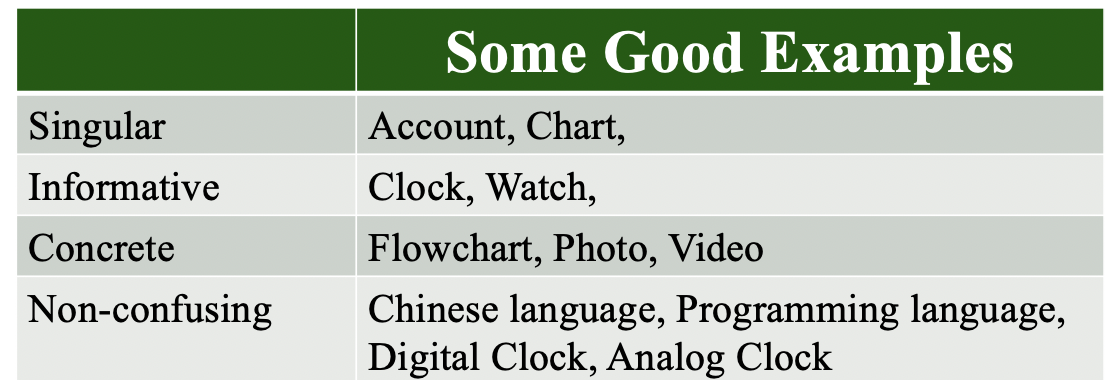 Some Good Examples
Singular Account, Chart,
Informative Clock, Watch,
Concrete Flowchart, Photo, Video
Non-confusing Chinese language, Programming language,
Digital Clock, Analog Clock